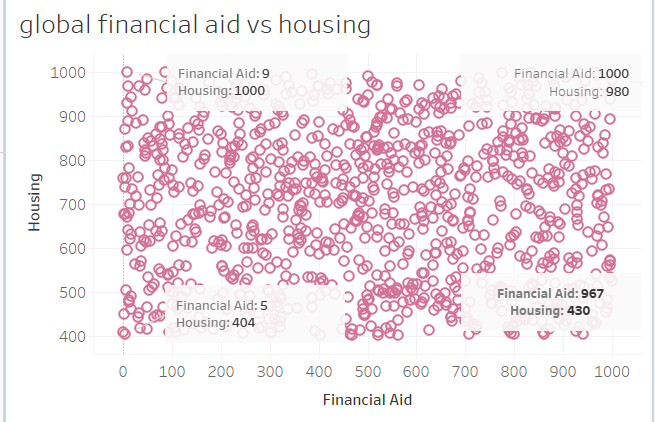 global financial aid vs housing
Financial Aid: 9
Housing: 1000
Financial Aid: 1000
Housing: 980
1000
900
800
700
600
500
400
Housing
Financial Aid: 5
Housing: 404
Financial Aid: 967
Housing: 430
0 100 200 300 400 500 600 700 800 900 1000
Financial Aid